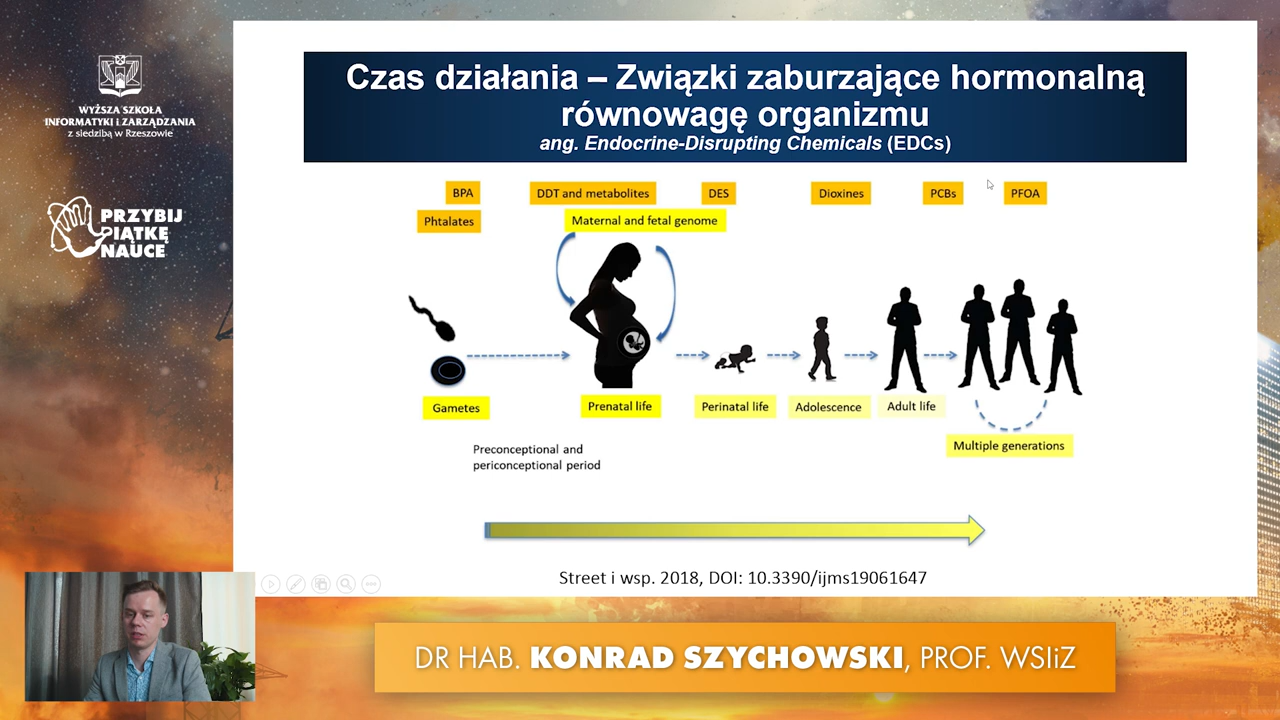 WYŻSZA SZKOŁA
INFORMATYKI i ZARZĄDZANIA
z siedzibą w Rzeszowie
PRZYBIJ
PIĄTKĘ
NAUCE
Czas działania – Związki zaburzające hormonalną
równowagę organizmu
ang. Endocrine-Disrupting Chemicals (EDCs)
BPA
DDT and metabolites
DES
Dioxines
PCBs
PFOA
Phtalates
Maternal and fetal genome
Gametes
Prenatal life
Perinatal life
Adolescence
Adult life
Multiple generations
Preconceptional and
periconceptional period
Street i wsp. 2018, DOI: 10.3390/ijms19061647
DR HAB. KONRAD SZYCHOWSKI, PROF. WSIiZ